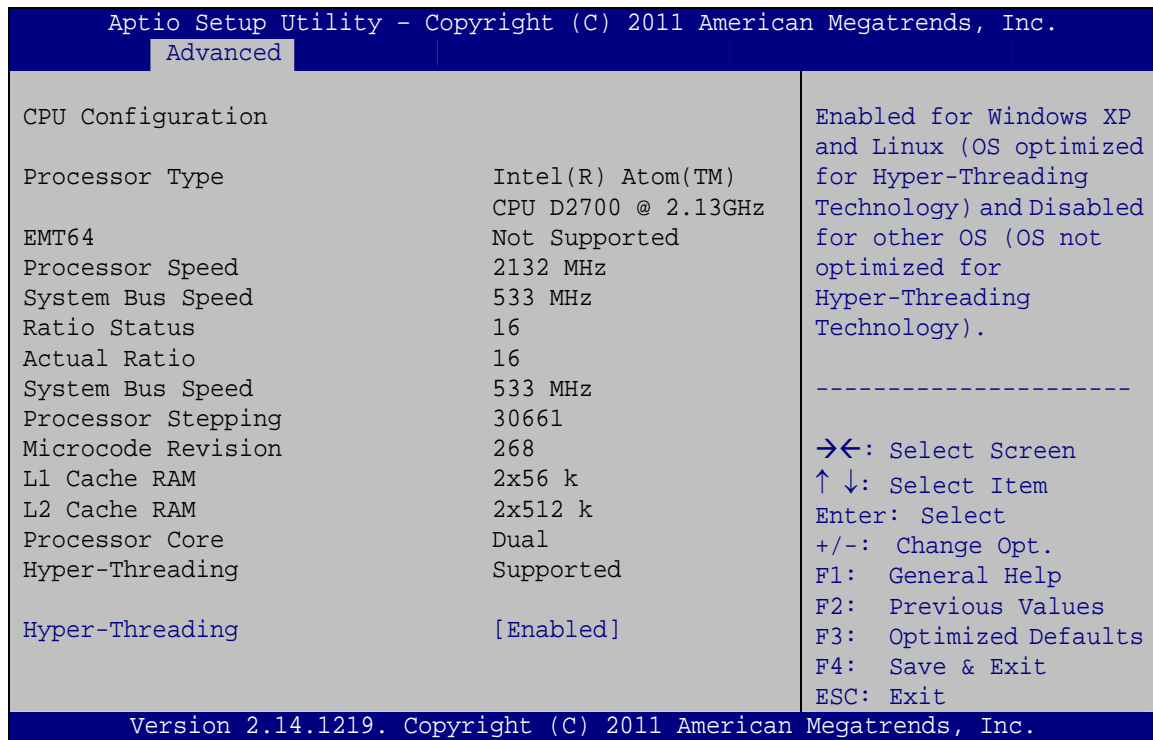 Aptio Setup Utility – Copyright (C) 2011 American Megatrends, Inc.
Advanced
CPU Configuration
Processor Type Intel(R) Atom(TM)
CPU D2700 @ 2.13GHz
EMT64 Not Supported
Processor Speed 2132 MHz
System Bus Speed 533 MHz
Ratio Status 16
Actual Ratio 16
System Bus Speed 533 MHz
Processor Stepping 30661
Microcode Revision 268
L1 Cache RAM 2x56 k
L2 Cache RAM 2x512 k
Processor Core Dual
Hyper-Threading Supported
Hyper-Threading [Enabled]
Enabled for Windows XP
and Linux (OS optimized
for Hyper-Threading
Technology) and Disabled
for other OS (OS not
optimized for
Hyper-Threading
Technology).
----------------------
→←: Select Screen
↑ ↓: Select Item
Enter: Select
+/-: Change Opt.
F1: General Help
F2: Previous Values
F3: Optimized Defaults
F4: Save & Exit
ESC: Exit
Version 2.14.1219. Copyright (C) 2011 American Megatrends, Inc.